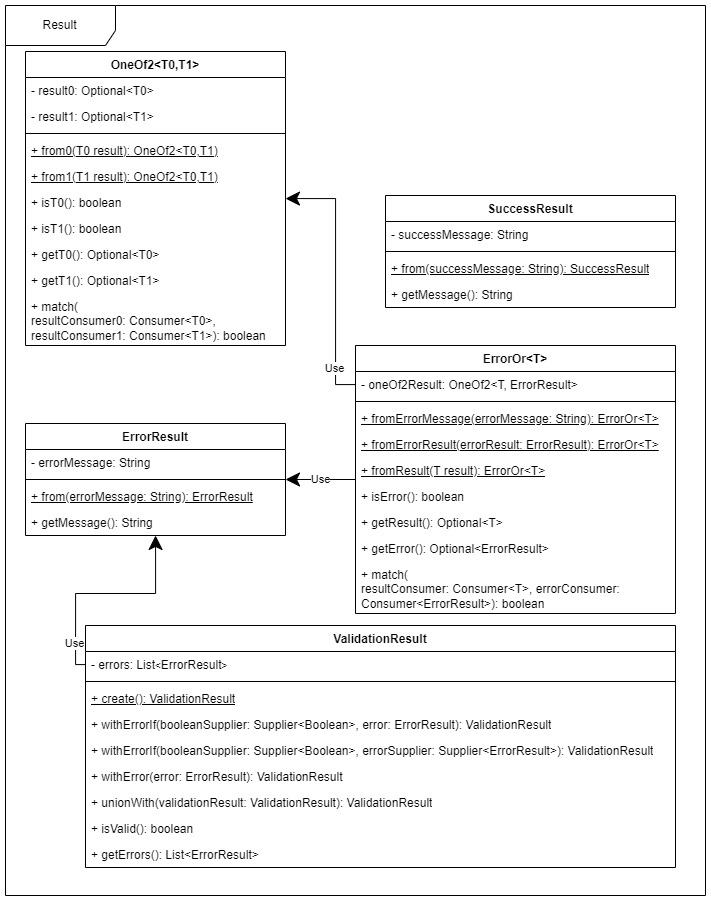 Result
OneOf2<T0,T1>
- result0: Optional<T0>
- result1: Optional<T1>
+ from0(T0 result): OneOf2<T0,T1)
+ from1(T1 result): OneOf2<T0,T1)
+ isT0(): boolean
+ isT1(): boolean
+ getT0(): Optional<T0>
+ getT1(): Optional<T1>
+ match(
resultConsumer0: Consumer<T0>,
resultConsumer1: Consumer<T1>): boolean
SuccessResult
- successMessage: String
+ from(successMessage: String): SuccessResult
+ getMessage(): String
Use
ErrorOr<T>
- oneOf2Result: OneOf2<T, ErrorResult>
+ fromErrorMessage(errorMessage: String): ErrorOr<T>
+ fromErrorResult(errorResult: ErrorResult): ErrorOr<T>
+ fromResult(T result): ErrorOr<T>
+ isError(): boolean
+ getResult(): Optional<T>
+ getError(): Optional<ErrorResult>
+ match(
resultConsumer: Consumer<T>, errorConsumer:
Consumer<ErrorResult>): boolean
ErrorResult
- errorMessage: String
+ from(errorMessage: String): ErrorResult
+ getMessage(): String
Use
Use
ValidationResult
- errors: List<ErrorResult>
+ create(): ValidationResult
+ withErrorIf(booleanSupplier: Supplier<Boolean>, error: ErrorResult): ValidationResult
+ withErrorIf(booleanSupplier: Supplier<Boolean>, errorSupplier: Supplier<ErrorResult>): ValidationResult
+ withError(error: ErrorResult): ValidationResult
+ unionWith(validationResult: ValidationResult): ValidationResult
+ isValid(): boolean
+ getErrors(): List<ErrorResult>